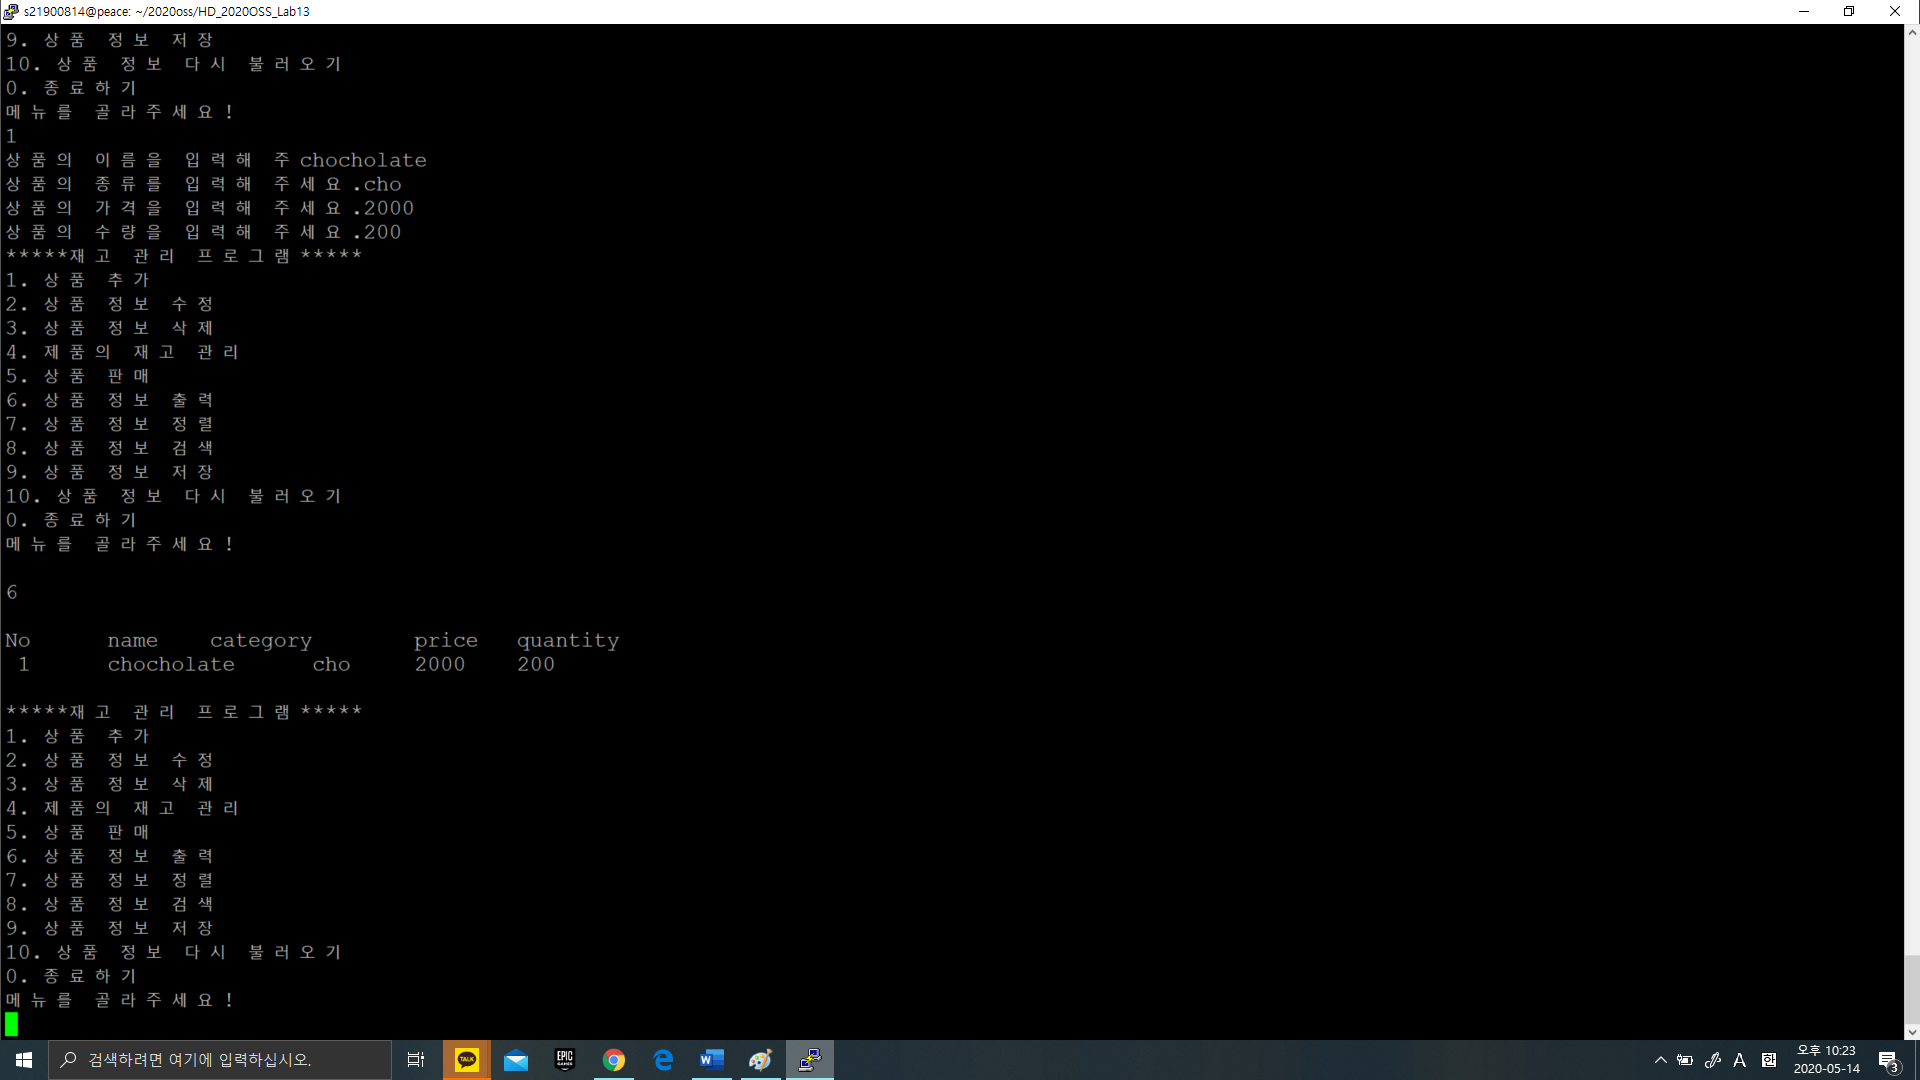 s21900814@peace: ~/2020oss/HD_2020OSS_Lab13
9. 상품 정보 저장
10. 상품 정보 다시 불러오기
0. 종료하기
메뉴를 골라주세요!
1
상품의 이름을 입력해 주chocholate
상품의 종류를 입력해 주세요.cho
상품의 가격을 입력해 주세요.2000
상품의 수량을 입력해 주세요.200
*****재고 관리 프로그램*****
1. 상품 추가
2. 상품 정보 수정
3. 상품 정보 삭제
4. 제품의 재고 관리
5. 상품 판매
6. 상품 정보 출력
7. 상품 정보 정렬
8. 상품 정보 검색
9. 상품 정보 저장
10. 상품 정보 다시 불러오기
0. 종료하기
메뉴를 골라주세요!
6
No name category price quantity
1 chocholate cho 2000 200
*****재고 관리 프로그램*****
1. 상품 추가
2. 상품 정보 수정
3. 상품 정보 삭제
4. 제품의 재고 관리
5. 상품 판매
6. 상품 정보 출력
7. 상품 정보 정렬
8. 상품 정보 검색
9. 상품 정보 저장
10. 상품 정보 다시 불러오기
0. 종료하기
메뉴를 골라주세요!
검색하려면 여기에 입력하십시오.
TALK
EPIC GAMES
A
한
오후 10:23
2020-05-14
3